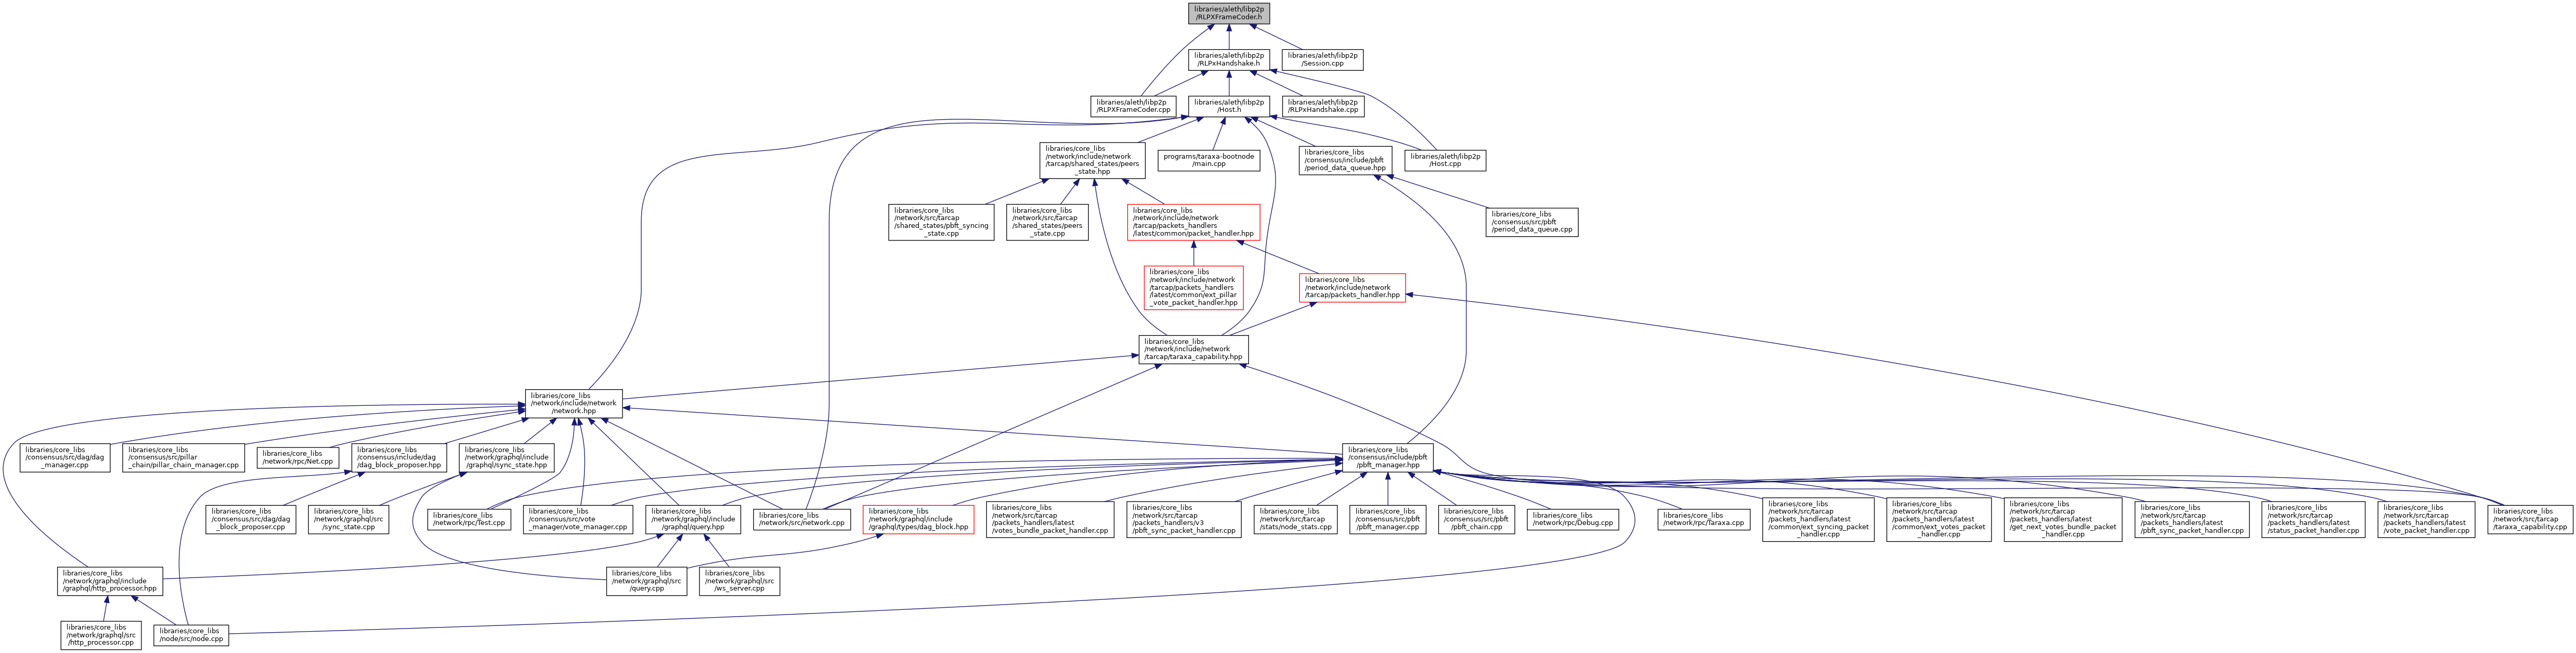 libraries/aleth/libp2p
/RLPXFrameCoder.h
libraries/aleth/libp2p
/RLPxHandshake.h
libraries/aleth/libp2p
/Session.cpp
libraries/aleth/libp2p
/RLPXFrameCoder.cpp
libraries/aleth/libp2p
/Host.h
libraries/aleth/libp2p
/RLPxHandshake.cpp
libraries/core_libs
/network/include/network
/tarcap/shared_states/peers
_state.hpp
programs/taraxa-bootnode
/main.cpp
libraries/core_libs
/consensus/include/pbft
/period_data_queue.hpp
libraries/aleth/libp2p
/Host.cpp
libraries/core_libs
/network/src/tarcap
/shared_states/pbft_syncing
_state.cpp
libraries/core_libs
/network/src/tarcap
/shared_states/peers
_state.cpp
libraries/core_libs
/network/include/network
/tarcap/packets_handlers
/latest/common/packet_handler.hpp
libraries/core_libs
/consensus/src/pbft
/period_data_queue.cpp
libraries/core_libs
/network/include/network
/tarcap/packets_handlers
/latest/common/ext_pillar
_vote_packet_handler.hpp
libraries/core_libs
/network/include/network
/tarcap/packets_handler.hpp
libraries/core_libs
/network/include/network
/tarcap/taraxa_capability.hpp
libraries/core_libs
/network/include/network
/network.hpp
libraries/core_libs
/consensus/src/dag/dag
_manager.cpp
libraries/core_libs
/consensus/src/pillar
_chain/pillar_chain_manager.cpp
libraries/core_libs
/network/rpc/Net.cpp
libraries/core_libs
/consensus/include/dag
/dag_block_proposer.hpp
libraries/core_libs
/network/graphql/include
/graphql/sync_state.hpp
libraries/core_libs
/consensus/include/pbft
/pbft_manager.hpp
libraries/core_libs
/consensus/src/dag/dag
_block_proposer.cpp
libraries/core_libs
/network/graphql/src
/sync_state.cpp
libraries/core_libs
/network/rpc/Test.cpp
libraries/core_libs
/consensus/src/vote
_manager/vote_manager.cpp
libraries/core_libs
/network/graphql/include
/graphql/query.hpp
libraries/core_libs
/network/src/network.cpp
libraries/core_libs
/network/graphql/include
/graphql/types/dag_block.hpp
libraries/core_libs
/network/src/tarcap
/packets_handlers/latest
/votes_bundle_packet_handler.cpp
libraries/core_libs
/network/src/tarcap
/packets_handlers/v3
/pbft_sync_packet_handler.cpp
libraries/core_libs
/network/src/tarcap
/stats/node_stats.cpp
libraries/core_libs
/consensus/src/pbft
/pbft_manager.cpp
libraries/core_libs
/consensus/src/pbft
/pbft_chain.cpp
libraries/core_libs
/network/rpc/Debug.cpp
libraries/core_libs
/network/rpc/Taraxa.cpp
libraries/core_libs
/network/src/tarcap
/packets_handlers/latest
/common/ext_syncing_packet
_handler.cpp
libraries/core_libs
/network/src/tarcap
/packets_handlers/latest
/common/ext_votes_packet
_handler.cpp
libraries/core_libs
/network/src/tarcap
/packets_handlers/latest
/get_next_votes_bundle_packet
_handler.cpp
libraries/core_libs
/network/src/tarcap
/packets_handlers/latest
/pbft_sync_packet_handler.cpp
libraries/core_libs
/network/src/tarcap
/packets_handlers/latest
/status_packet_handler.cpp
libraries/core_libs
/network/src/tarcap
/packets_handlers/latest
/vote_packet_handler.cpp
libraries/core_libs
/network/src/tarcap
/taraxa_capability.cpp
libraries/core_libs
/network/graphql/include
/graphql/http_processor.hpp
libraries/core_libs
/network/graphql/src
/query.cpp
libraries/core_libs
/network/graphql/src
/ws_server.cpp
libraries/core_libs
/network/graphql/src
/http_processor.cpp
libraries/core_libs
/node/src/node.cpp